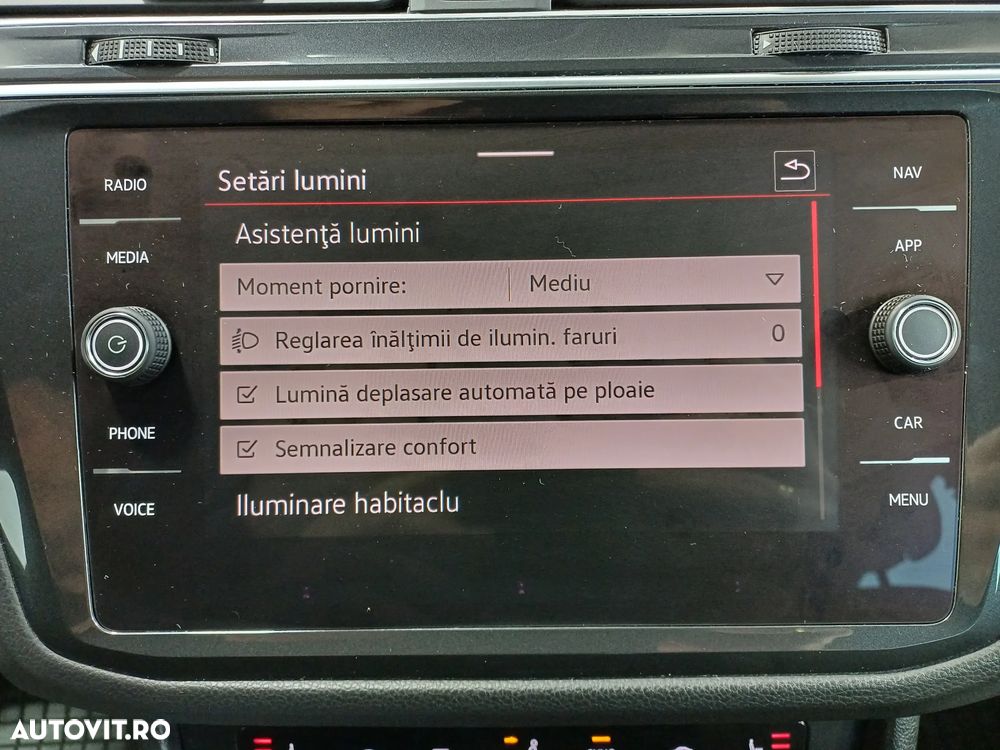 RADIO
MEDIA
PHONE
VOICE
Setări lumini
Asistenţă lumini
Moment pornire: Mediu
Reglarea înălţimii de ilumin. faruri 0
Lumină deplasare automată pe ploaie
Semnalizare confort
Iluminare habitaclu
NAV
APP
CAR
MENU
AUTOVIT.RO